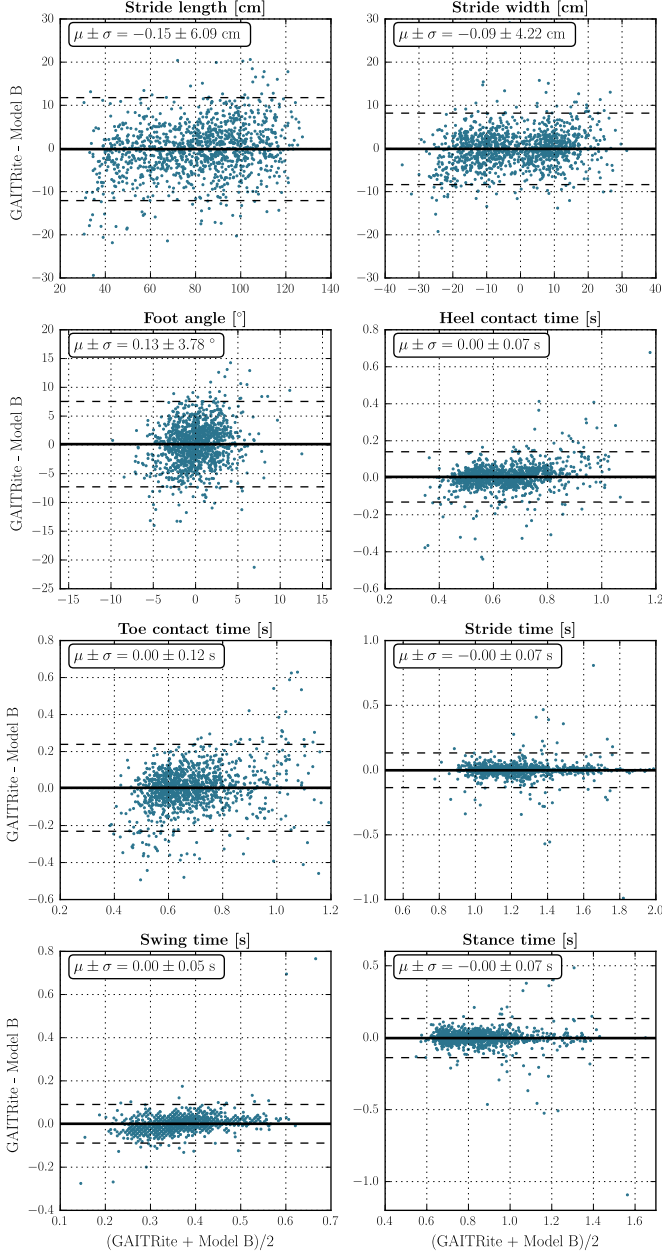 Stride length [cm]
Stride width [cm]
μ ± σ = −0.15 ± 6.09 cm
μ ± σ = −0.09 ± 4.22 cm
GAITRite - Model B
30
20
10
0
−10
−20
−30
20 40 60 80 100 120 140
30
20
10
0
−10
−20
−30
−40 −30 −20 −10 0 10 20 30 40
Foot angle [°]
Heel contact time [s]
μ ± σ = 0.13 ± 3.78 °
μ ± σ = 0.00 ± 0.07 s
GAITRite - Model B
20
15
10
5
0
−5
−10
−15
−20
−25
−15 −10 −5 0 5 10 15
0.8
0.6
0.4
0.2
0.0
−0.2
−0.4
−0.6
0.2 0.4 0.6 0.8 1.0 1.2
Toe contact time [s]
Stride time [s]
μ ± σ = 0.00 ± 0.12 s
μ ± σ = −0.00 ± 0.07 s
GAITRite - Model B
0.8
0.6
0.4
0.2
0.0
−0.2
−0.4
−0.6
0.2 0.4 0.6 0.8 1.0 1.2
1.0
0.5
0.0
−0.5
−1.0
0.6 0.8 1.0 1.2 1.4 1.6 1.8 2.0
Swing time [s]
Stance time [s]
μ ± σ = 0.00 ± 0.05 s
μ ± σ = −0.00 ± 0.07 s
GAITRite - Model B
0.8
0.6
0.4
0.2
0.0
−0.2
−0.4
0.1 0.2 0.3 0.4 0.5 0.6 0.7
(GAITRite + Model B)/2
0.5
0.0
−0.5
−1.0
0.4 0.6 0.8 1.0 1.2 1.4 1.6
(GAITRite + Model B)/2